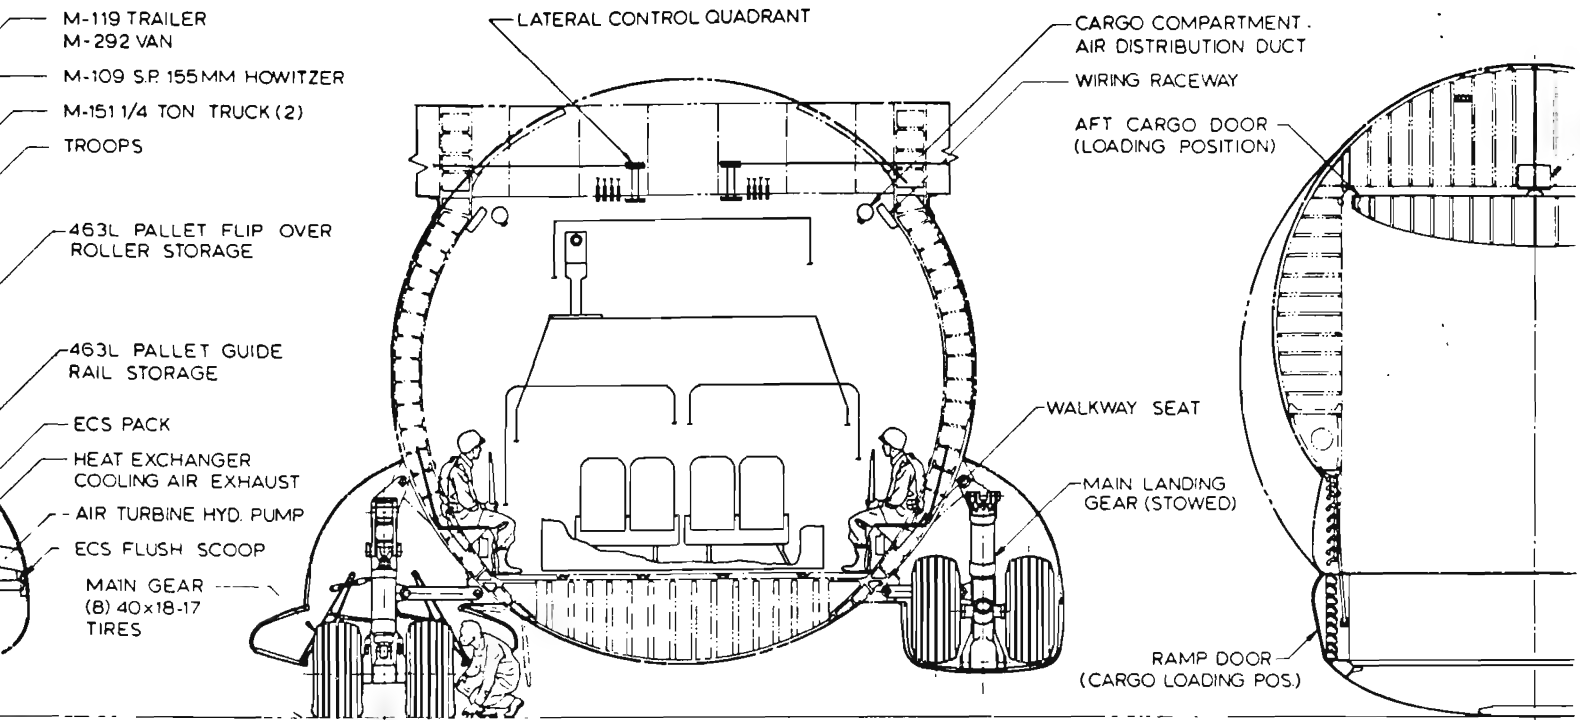 M-119 TRAILER
M-292 VAN
M-109 S.P. 155MM HOWITZER
M-151 1/4 TON TRUCK (2)
TROOPS
463L PALLET FLIP OVER
ROLLER STORAGE
463L PALLET GUIDE
RAIL STORAGE
ECS PACK
HEAT EXCHANGER
COOLING AIR EXHAUST
AIR TURBINE HYD. PUMP
ECS FLUSH SCOOP
MAIN GEAR
(8) 40x18-17
TIRES
LATERAL CONTROL QUADRANT
CARGO COMPARTMENT
AIR DISTRIBUTION DUCT
WIRING RACEWAY
AFT CARGO DOOR
(LOADING POSITION)
WALKWAY SEAT
MAIN LANDING
GEAR (STOWED)
RAMP DOOR
(CARGO LOADING POS.)